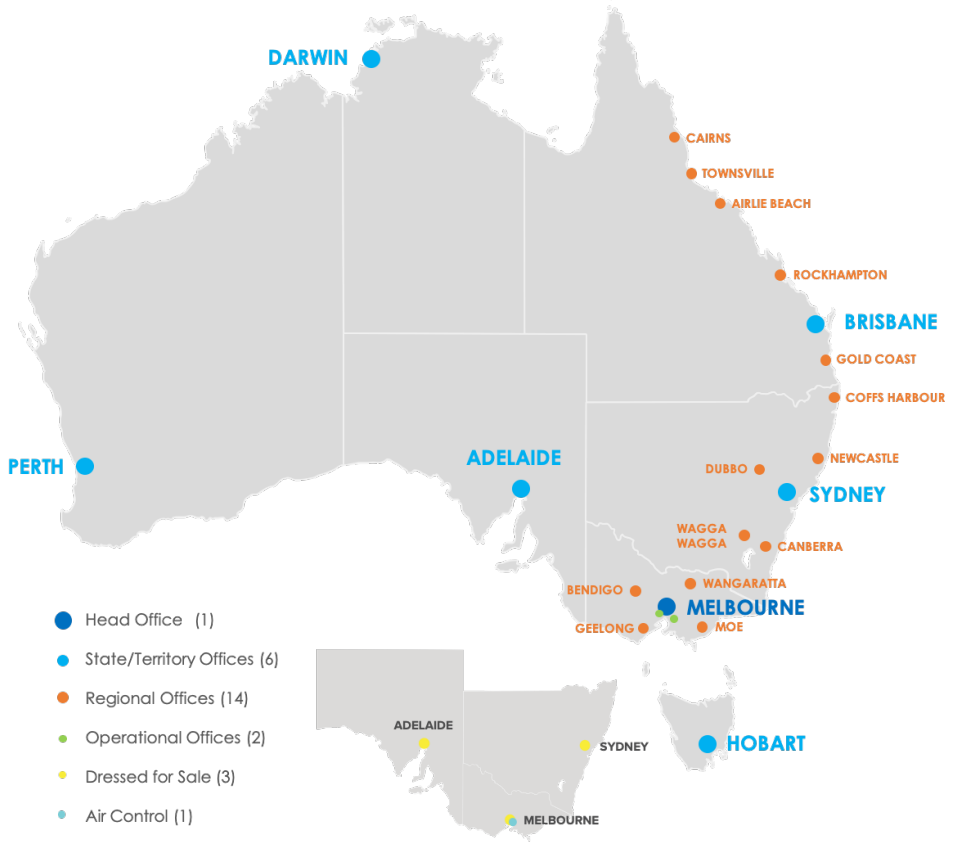 DARWIN
CAIRNS
TOWNSVILLE
AIRLIE BEACH
ROCKHAMPTON
BRISBANE
GOLD COAST
COFFS HARBOUR
PERTH
ADELAIDE
NEWCASTLE
DUBBO
SYDNEY
WAGGA
WAGGA
CANBERRA
BENDIGO
WANGARATTA
MELBOURNE
GEELONG
MOE
HOBART
Head Office (1)
State/Territory Offices (6)
Regional Offices (14)
Operational Offices (2)
Dressed for Sale (3)
Air Control (1)
ADELAIDE
SYDNEY
MELBOURNE